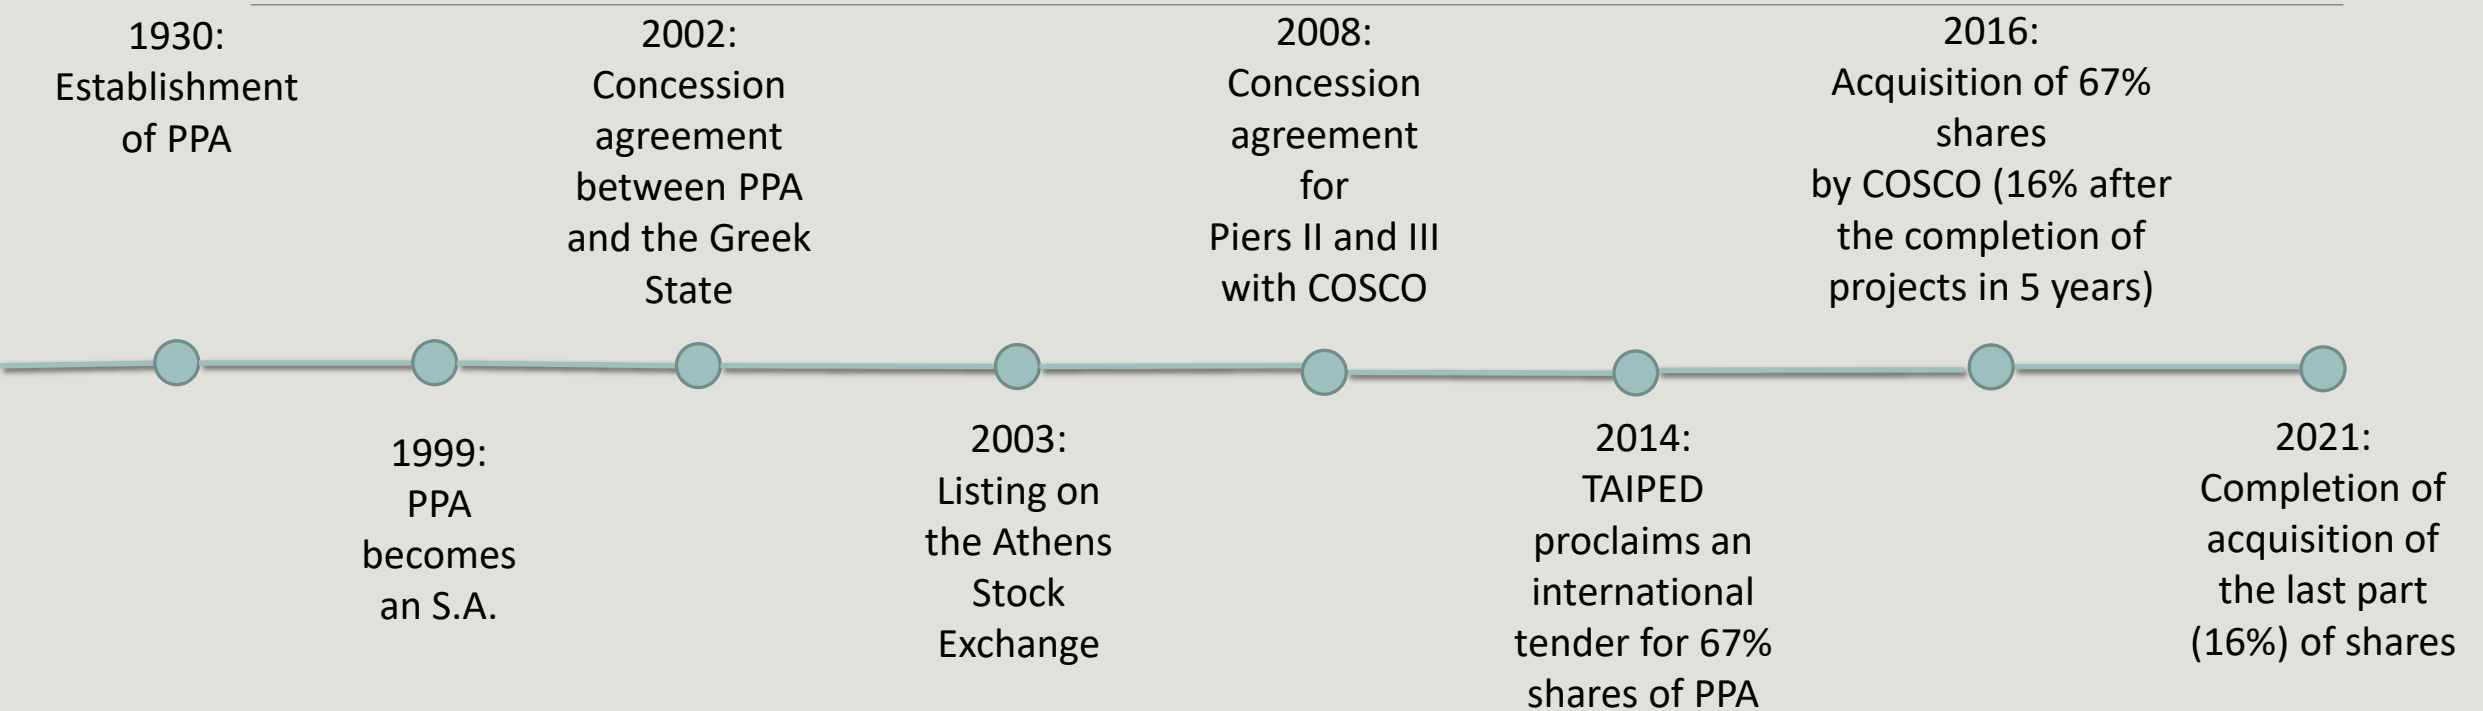 1930:
Establishment
of PPA
1999:
PPA
becomes
an S.A.
2002:
Concession
agreement
between PPA
and the Greek
State
2003:
Listing on
the Athens
Stock
Exchange
2008:
Concession
agreement
for
Piers II and III
with COSCO
2014:
TAIPED
proclaims an
international
tender for 67%
shares of PPA
2016:
Acquisition of 67%
shares
by COSCO (16% after
the completion of
projects in 5 years)
2021:
Completion of
acquisition of
the last part
(16%) of shares